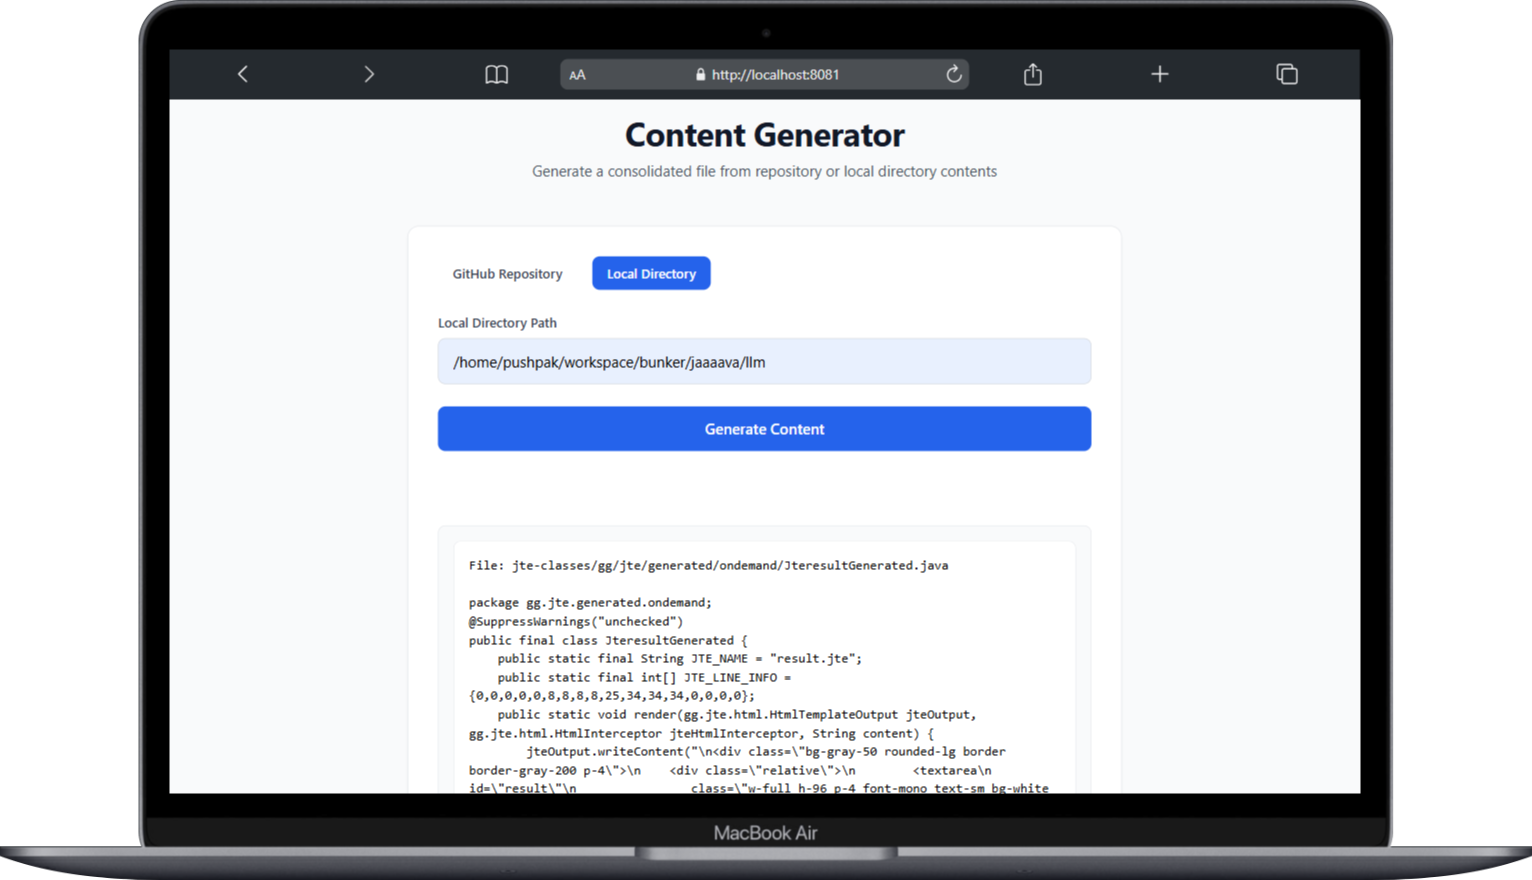 AA http://localhost:8081
Content Generator
Generate a consolidated file from repository or local directory contents
GitHub Repository Local Directory
Local Directory Path
/home/pushpak/workspace/bunker/jaaaava/llm
Generate Content
File: jte-classes/gg/jte/generated/ondemand/JteresultGenerated.java
package gg.jte.generated.ondemand;
@SuppressWarnings("unchecked")
public final class JteresultGenerated {
    public static final String JTE_NAME = "result.jte";
    public static final int[] JTE_LINE_INFO =
{0,0,0,0,0,8,8,8,8,25,34,34,34,0,0,0,0};
    public static void render(gg.jte.html.HtmlTemplateOutput jteOutput,
gg.jte.html.HtmlInterceptor jteHtmlInterceptor, String content) {
        jteOutput.writeContent("\n<div class=\"bg-gray-50 rounded-lg border
border-gray-200 p-4\">\n    <div class=\"relative\">\n        <textarea\n
id=\"result\"\n                class=\"w-full h-96 p-4 font-mono text-sm bg-white
MacBook Air